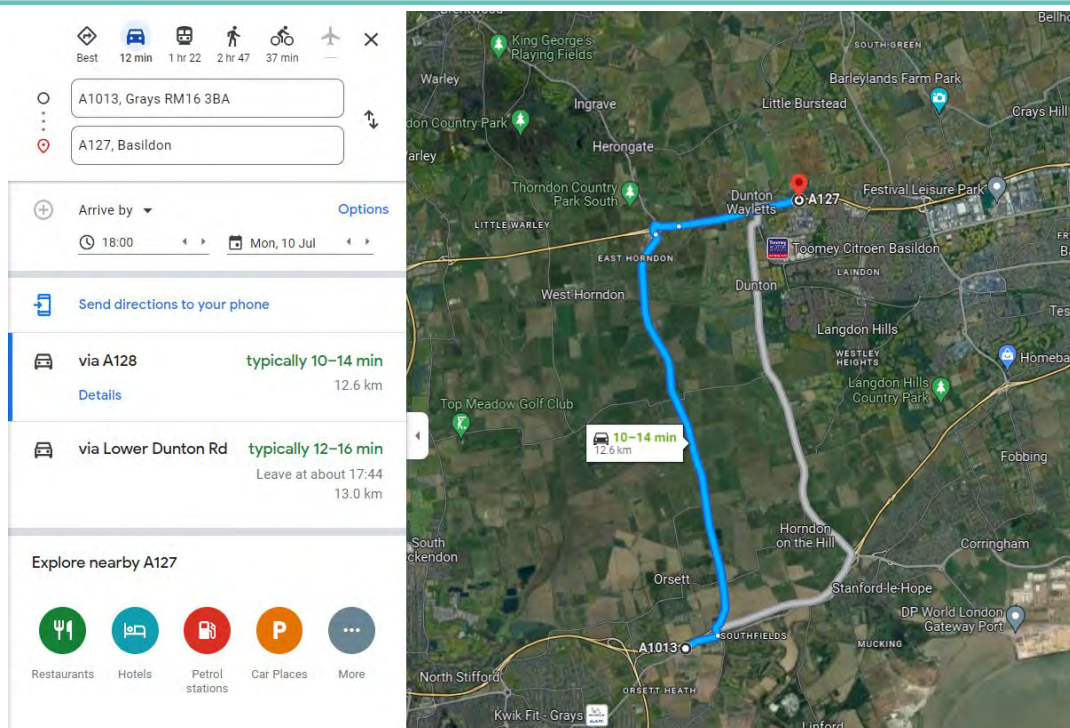 Best
12 min
1 hr 22
2 hr 47
37 min
—
A1013, Grays RM16 3BA
A127, Basildon
Arrive by
Options
18:00
Mon, 10 Jul
Send directions to your phone
via A128
typically 10–14 min
12.6 km
Details
via Lower Dunton Rd
typically 12–16 min
Leave at about 17:44
13.0 km
Explore nearby A127
Restaurants
Hotels
Petrol
stations
P
Car Places
More
King George's
Playing Fields
SOUTH GREEN
Warley
Barleylands Farm Park
Ingrave
Little Burstead
Crays Hill
don Country Park
Herongate
arley
Thorndon Country
Park South
Dunton
Wayletts
A127
Festival Leisure Park
LITTLE WARLEY
EAST HORNDON
Toomey Citroen Basildon
LAINDON
West Horndon
Dunton
Langdon Hills
WESTLEY
HEIGHTS
Homeba
Langdon Hills
Country Park
Top Meadow Golf Club
10–14 min
12.6 km
Fobbing
South
ckendon
Horndon
on the Hill
Corringham
Orsett
Stanford-le-Hope
DP World London
Gateway Port
SOUTHFIELDS
A1013
MUCKING
North Stifford
ORSETT HEATH
Kwik Fit - Grays
Linford